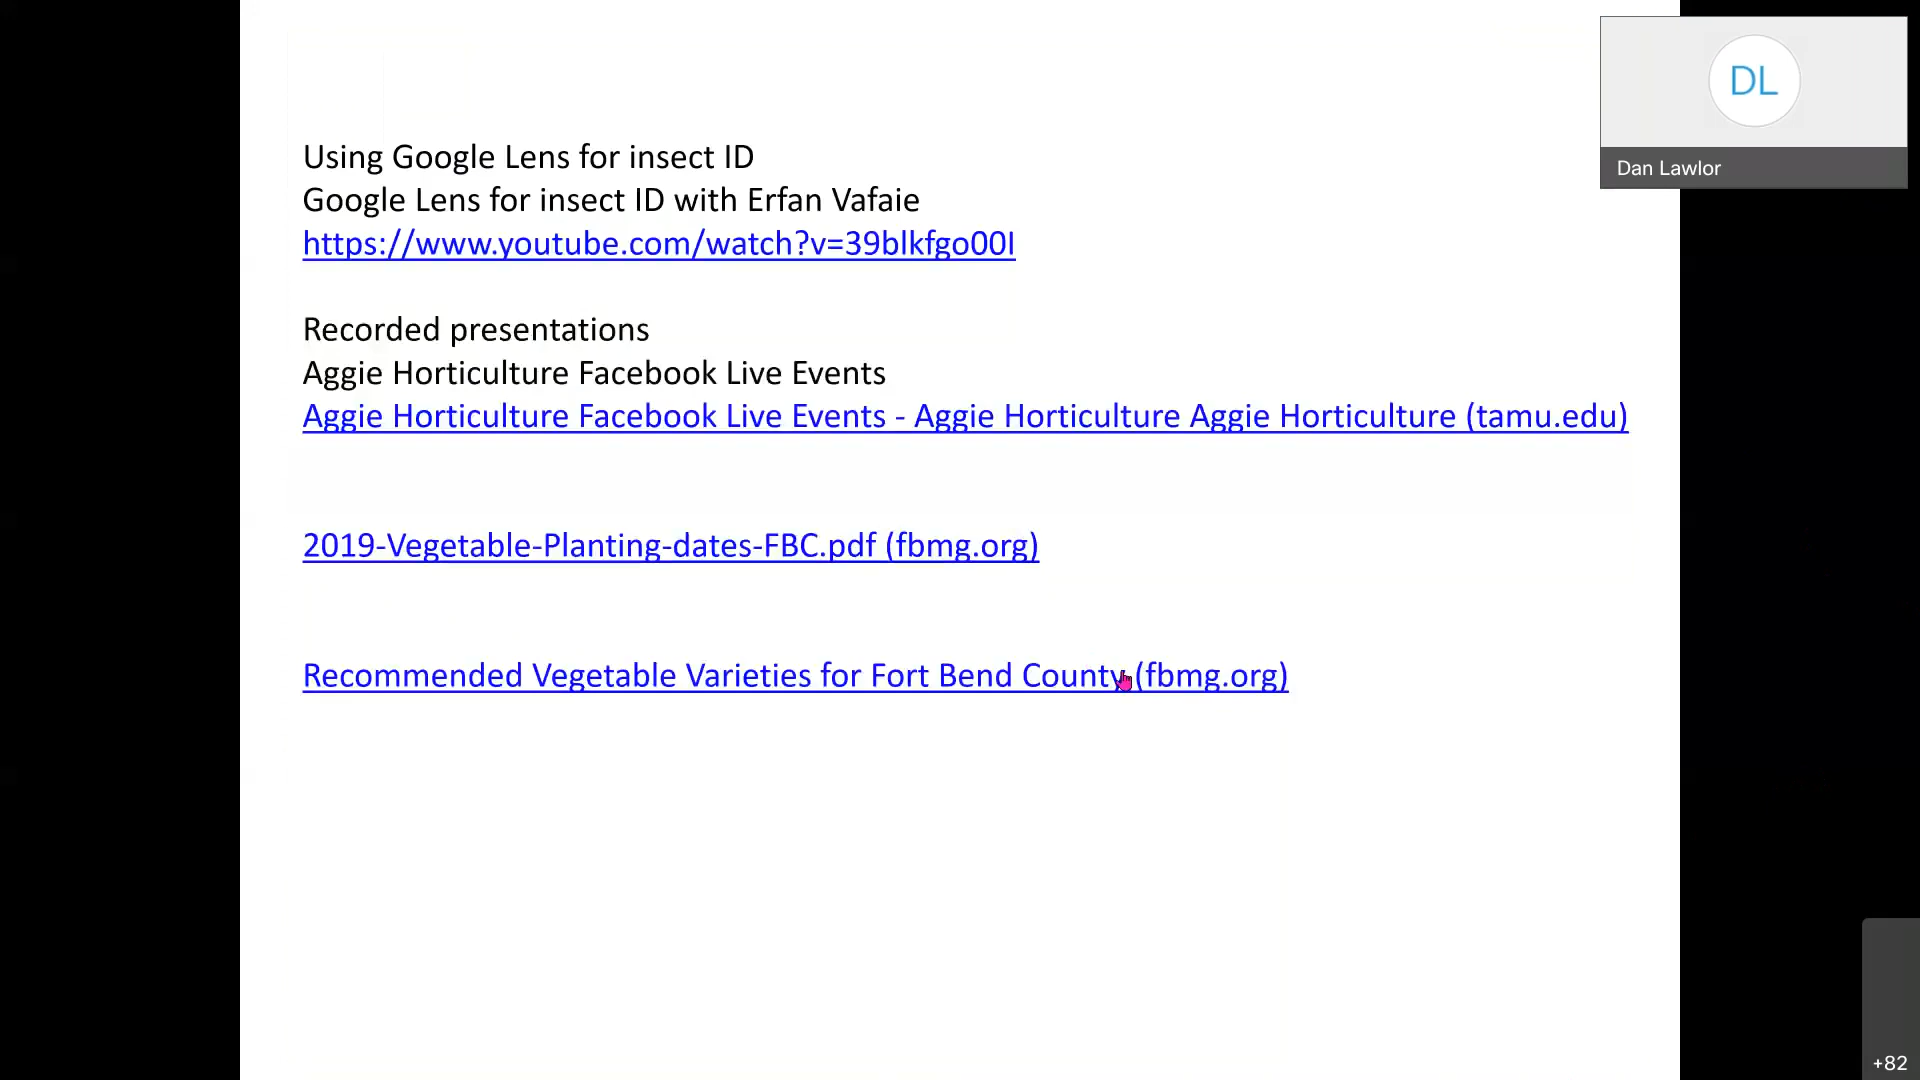 Using Google Lens for insect ID
Google Lens for insect ID with Erfan Vafaie
https://www.youtube.com/watch?v=39blkfgo00I
Recorded presentations
Aggie Horticulture Facebook Live Events
Aggie Horticulture Facebook Live Events - Aggie Horticulture Aggie Horticulture (tamu.edu)
2019-Vegetable-Planting-dates-FBC.pdf (fbmg.org)
Recommended Vegetable Varieties for Fort Bend County (fbmg.org)
DL
Dan Lawlor
+82